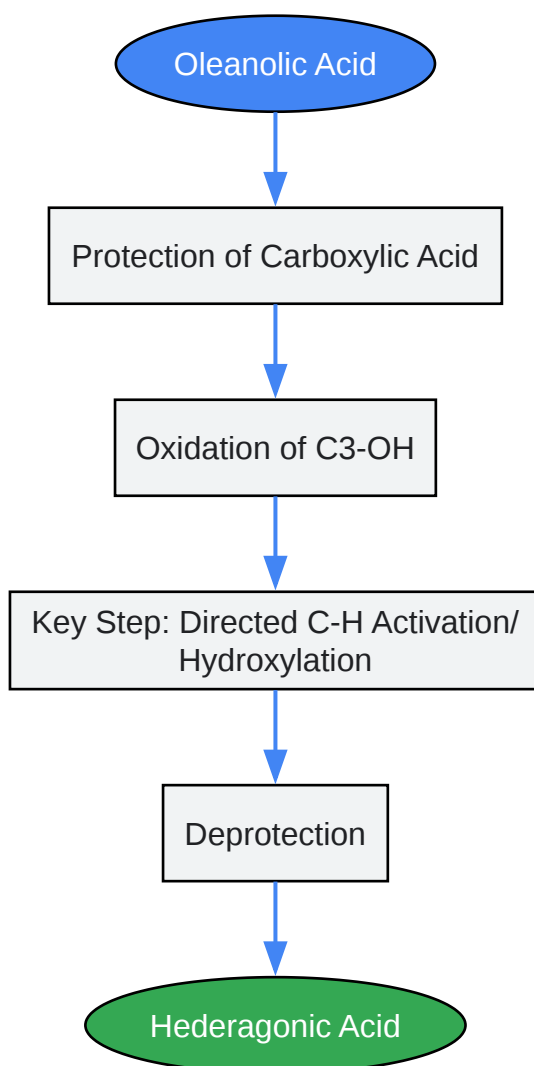 Oleanolic Acid
Protection of Carboxylic Acid
Oxidation of C3-OH
Key Step: Directed C-H Activation/
Hydroxylation
Deprotection
Hederagonic Acid